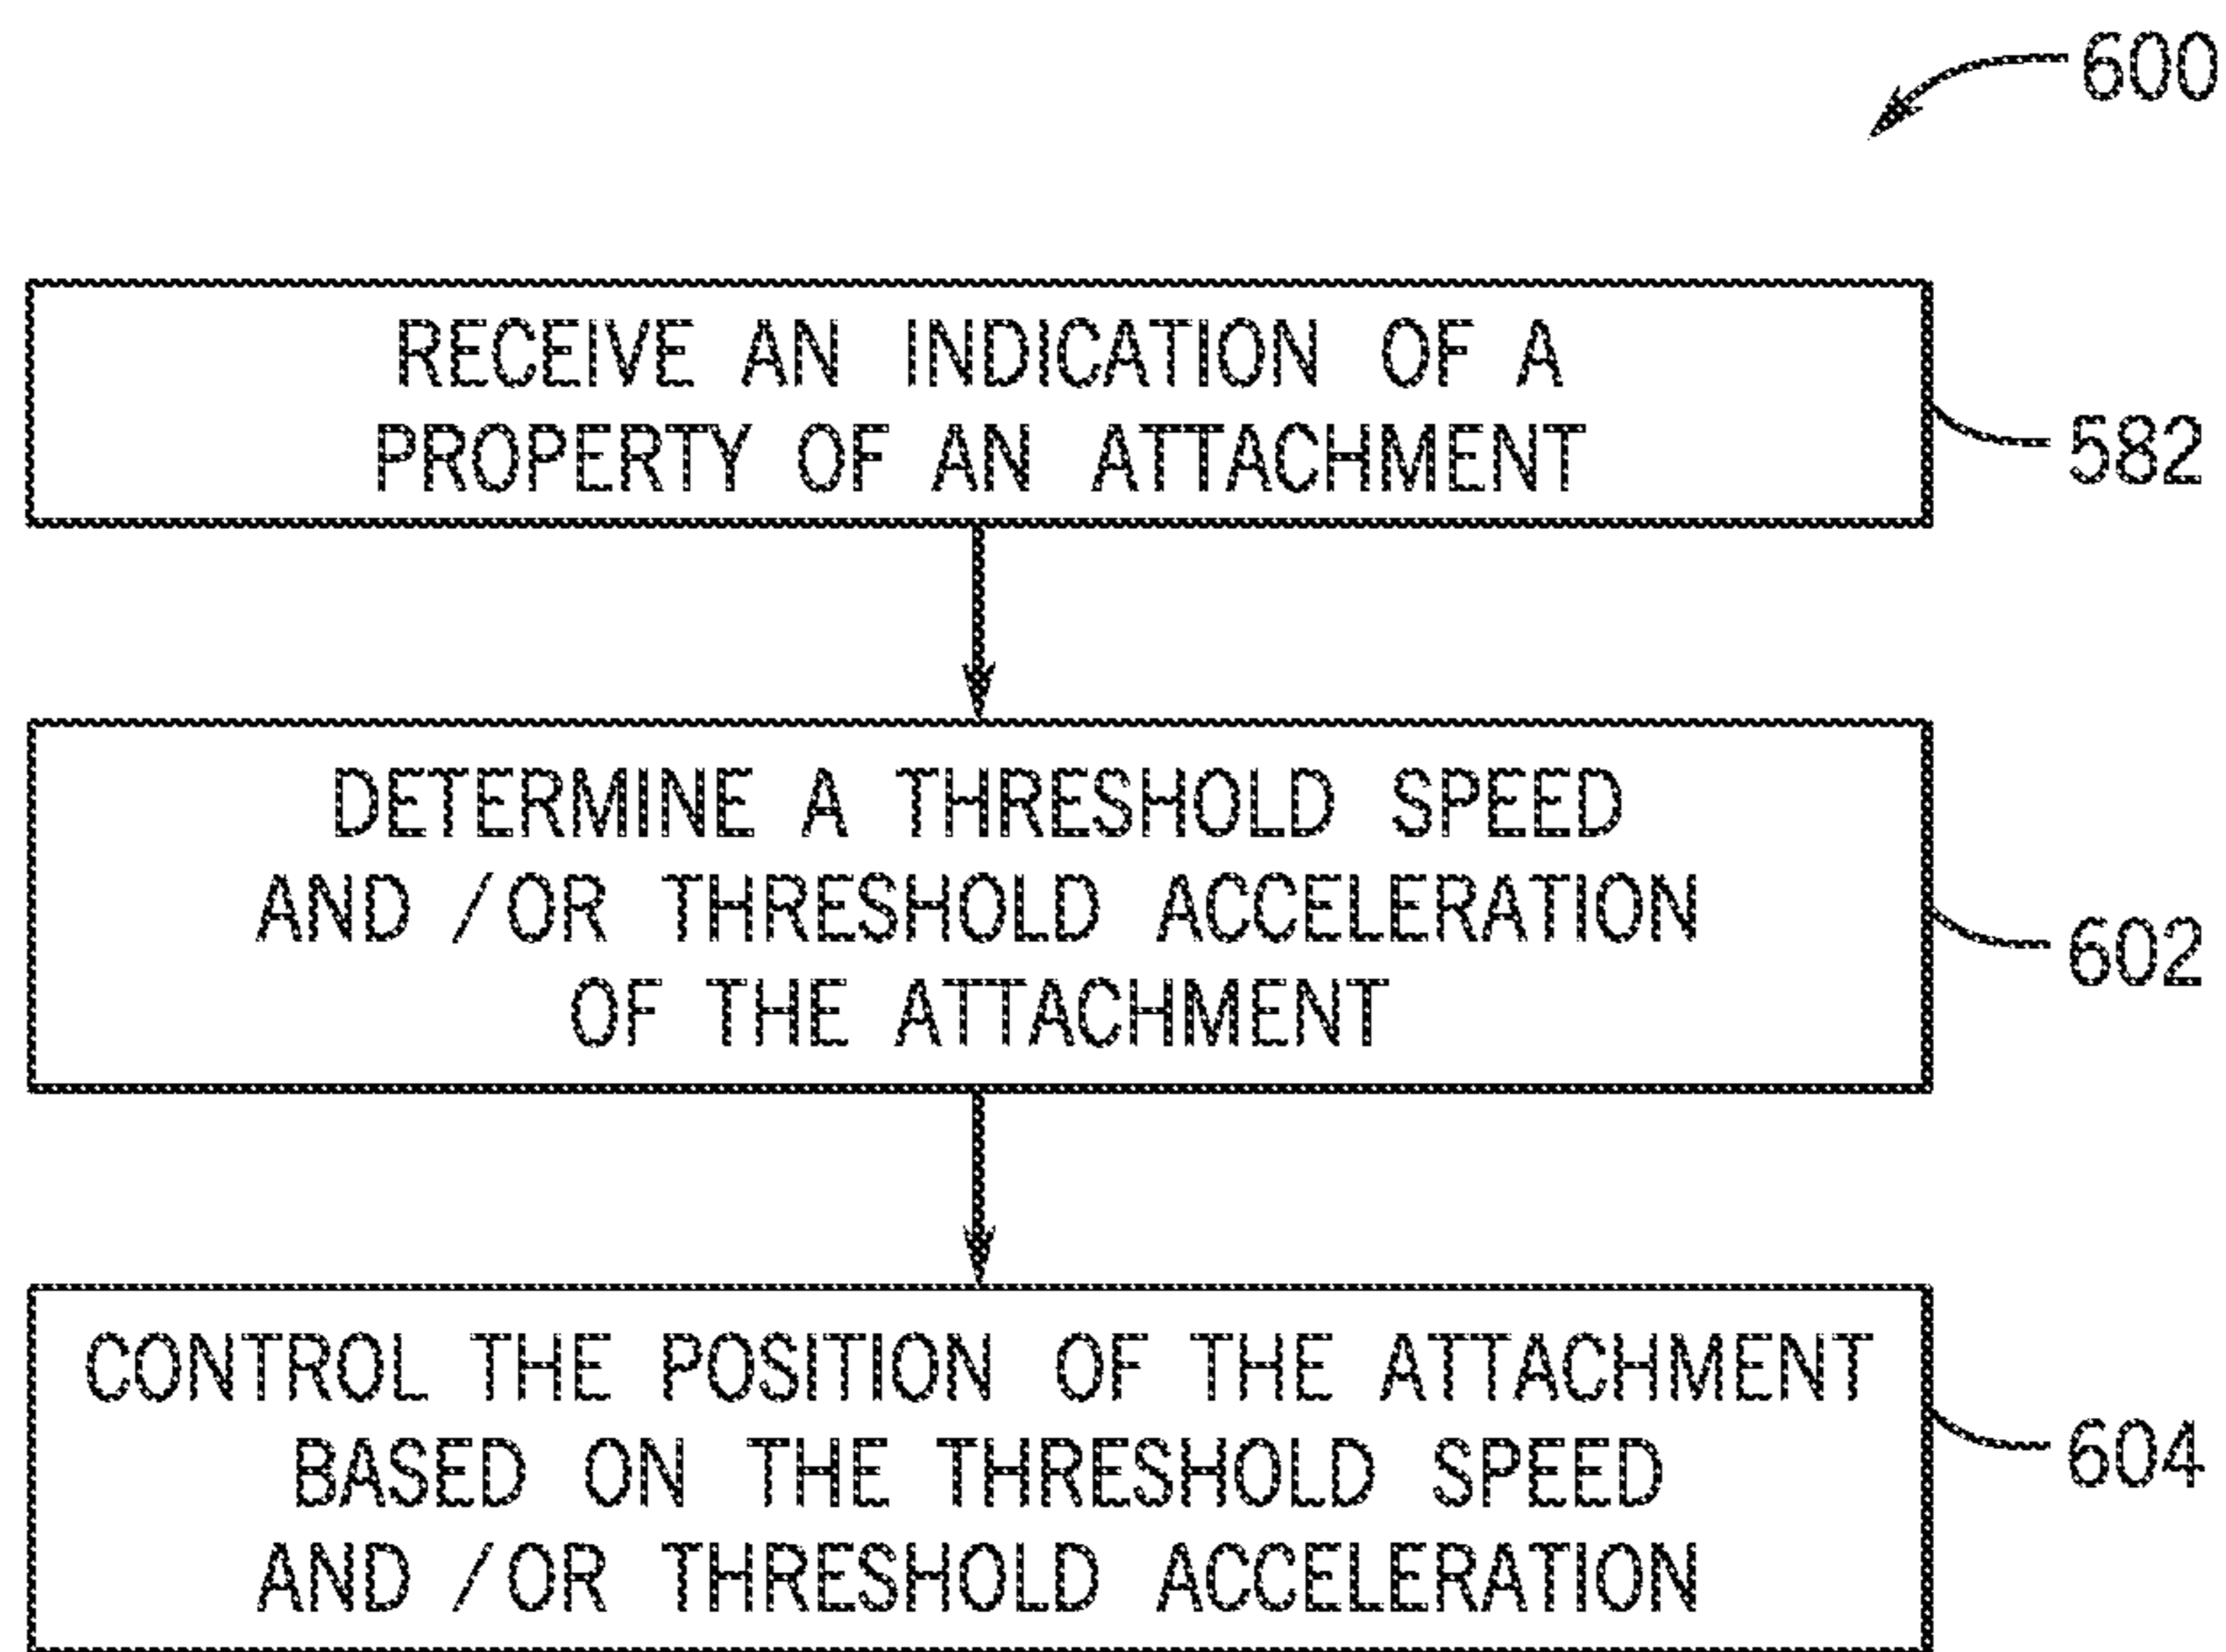 600
RECEIVE AN INDICATION OF A
PROPERTY OF AN ATTACHMENT
582
DETERMINE A THRESHOLD SPEED
AND /OR THRESHOLD ACCELERATION
OF THE ATTACHMENT
602
CONTROL THE POSITION OF THE ATTACHMENT
BASED ON THE THRESHOLD SPEED
AND /OR THRESHOLD ACCELERATION
604